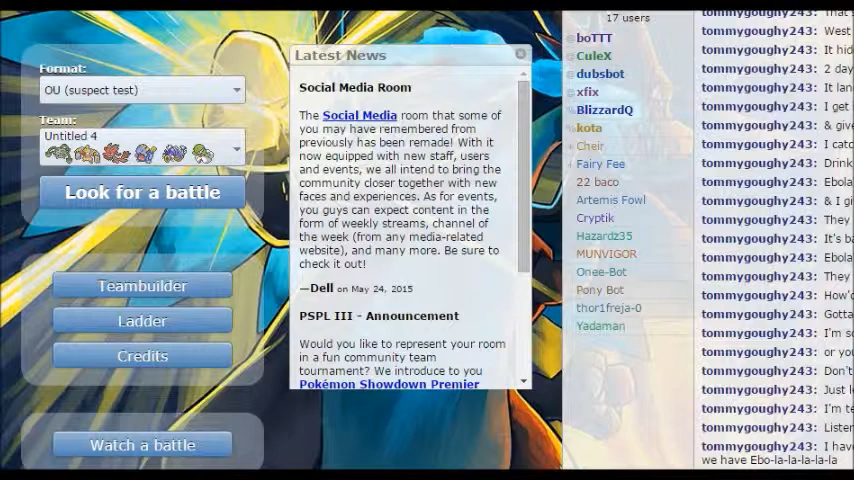 Format:
OU (suspect test)
Team:
Untitled 4
Look for a battle
Teambuilder
Ladder
Credits
Watch a battle
Latest News
Social Media Room
The Social Media room that some of
you may have remembered from
previously has been remade! With it
now equipped with new staff, users
and events, we all intend to bring the
community closer together with new
faces and experiences. As for events,
you guys can expect content in the
form of weekly streams, channel of
the week (from any media-related
website), and many more. Be sure to
check it out!
—Dell on May 24, 2015
PSPL III - Announcement
Would you like to represent your room
in a fun community team
tournament? We introduce to you
Pokémon Showdown Premier
17 users
@boTTT
@CuleX
@dubsbot
@xfix
%BlizzardQ
kota
+Cheir
Fairy Fee
22 baco
Artemis Fowl
Cryptik
Hazardz35
MUNVIGOR
Onee-Bot
Pony Bot
thor1freja-0
Yadaman
tommygoughy243: That
tommygoughy243: West
tommygoughy243: It hid
tommygoughy243: 2 day
tommygoughy243: It lan
tommygoughy243: I get
tommygoughy243: & give
tommygoughy243: I catc
tommygoughy243: Drink
tommygoughy243: Ebola
tommygoughy243: & I gi
tommygoughy243: They
tommygoughy243: It's ba
tommygoughy243: Ebola
tommygoughy243: They
tommygoughy243: How'd
tommygoughy243: Gotta
tommygoughy243: I'm so
tommygoughy243: or you
tommygoughy243: Don't
tommygoughy243: Just l
tommygoughy243: I'm te
tommygoughy243: Listen
tommygoughy243: I have
we have Ebo-la-la-la-la-la